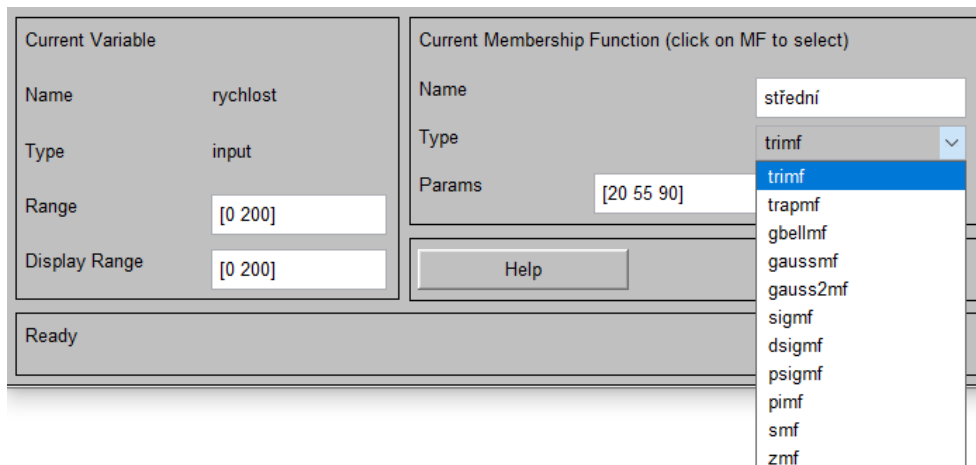 Current Variable
Name rychlost
Type input
Range [0 200]
Display Range [0 200]
Current Membership Function (click on MF to select)
Name střední
Type trimf
Params [20 55 90]
trimf
trapmf
gbellmf
gaussmf
gauss2mf
sigmf
dsigmf
psigmf
pimf
smf
zmf
Help
Ready